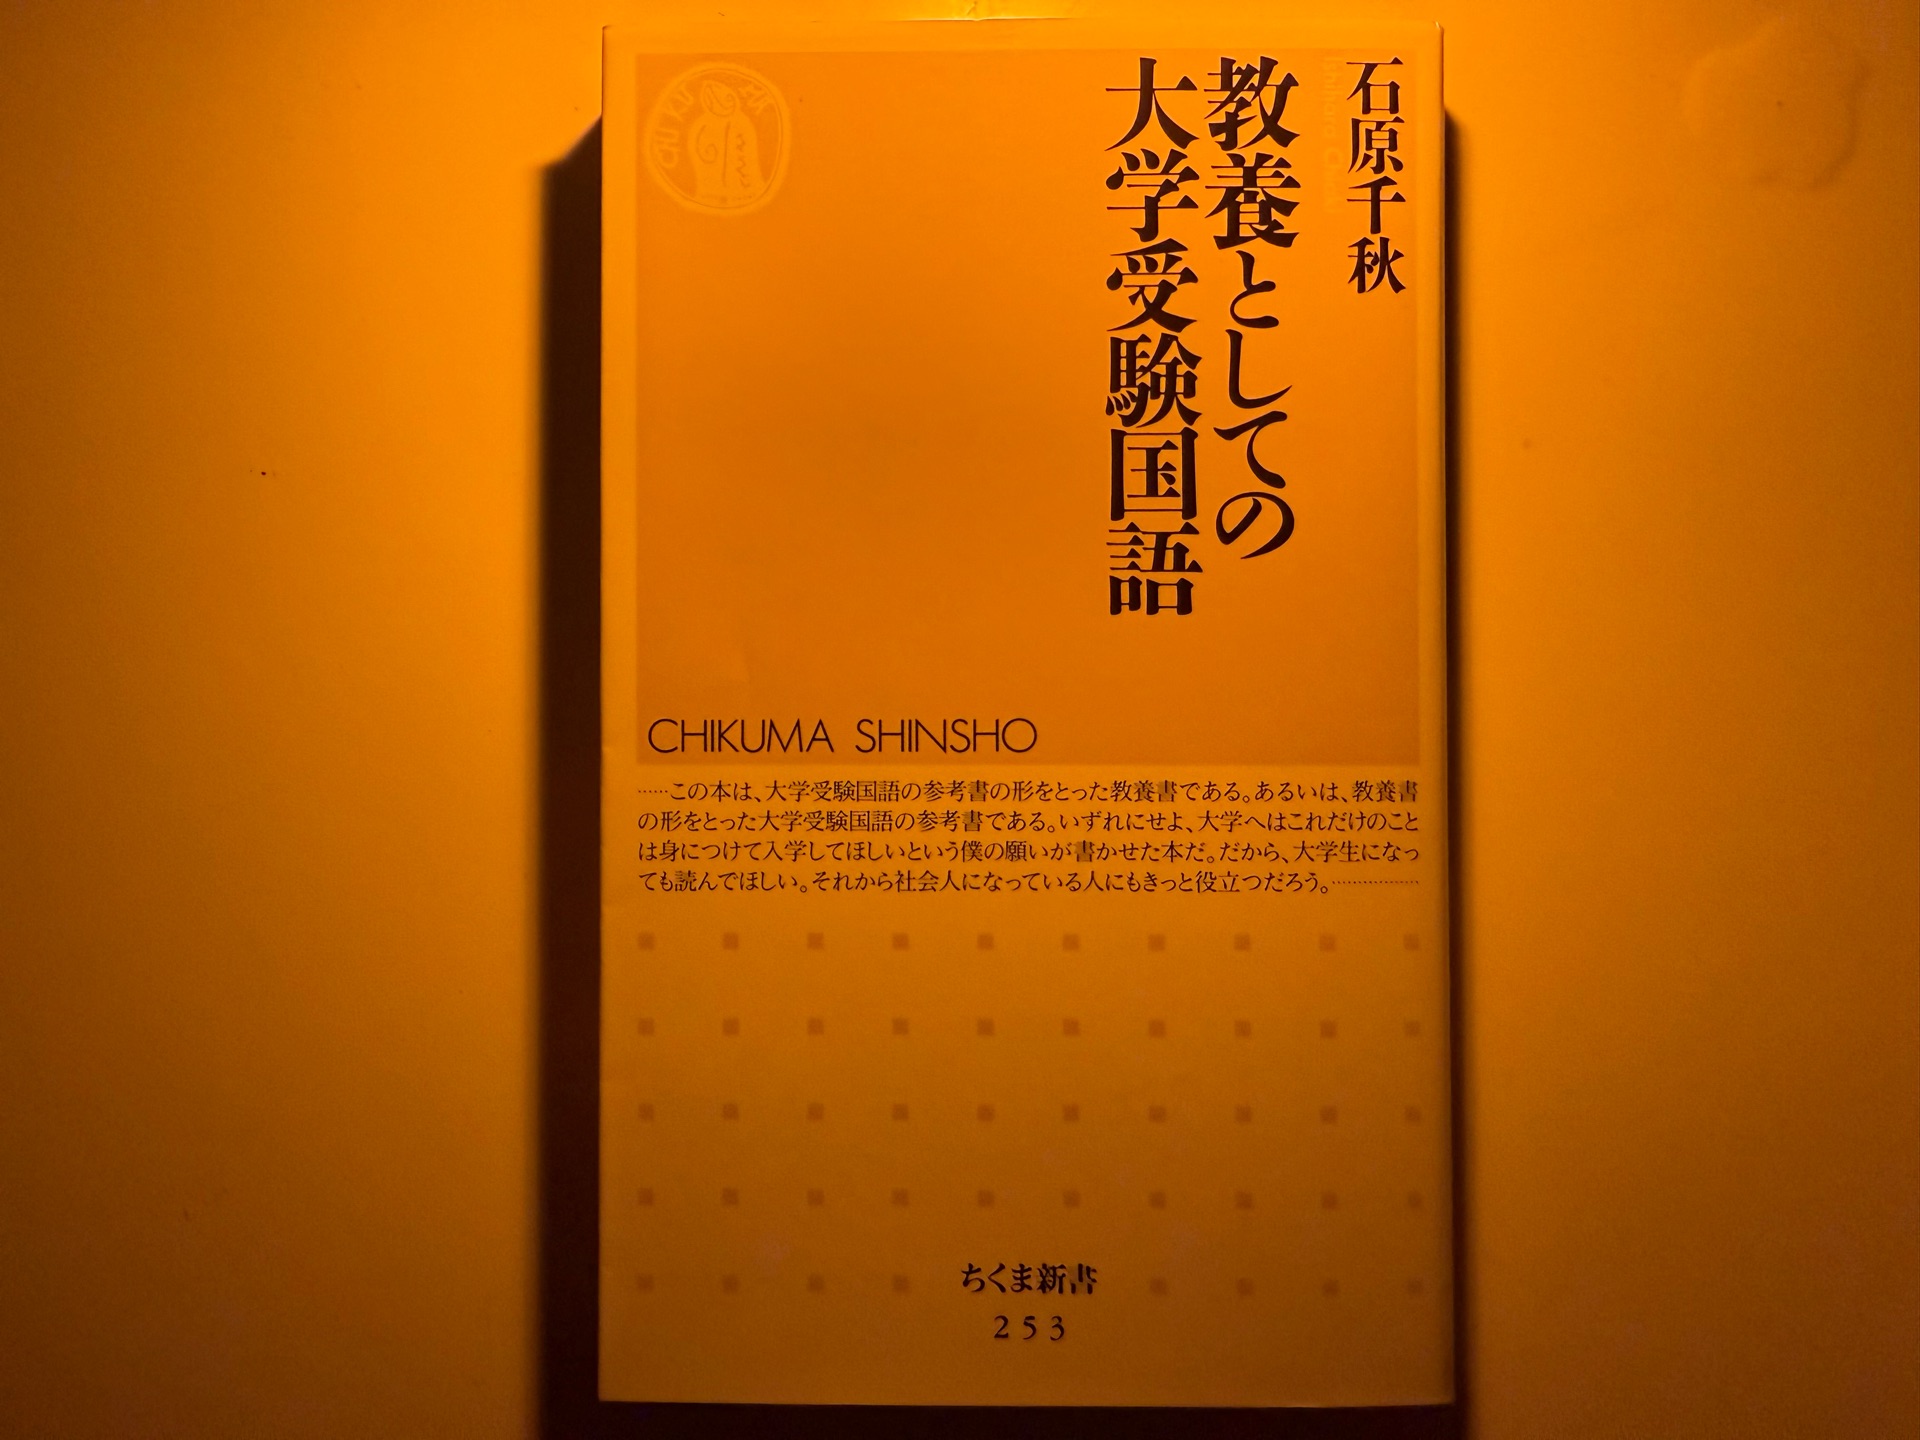 石原千秋
教養としての
大学受験国語
CHIKUMA SHINSHO
……この本は、大学受験国語の参考書の形をとった教養書である。あるいは、教養書
の形をとった大学受験国語の参考書である。いずれにせよ、大学へはこれだけのこと
は身につけて入学してほしいという僕の願いが書かせた本だ。だから、大学生になっ
ても読んでほしい。それから社会人になっている人にもきっと役立つだろう。………………
ちくま新書
253